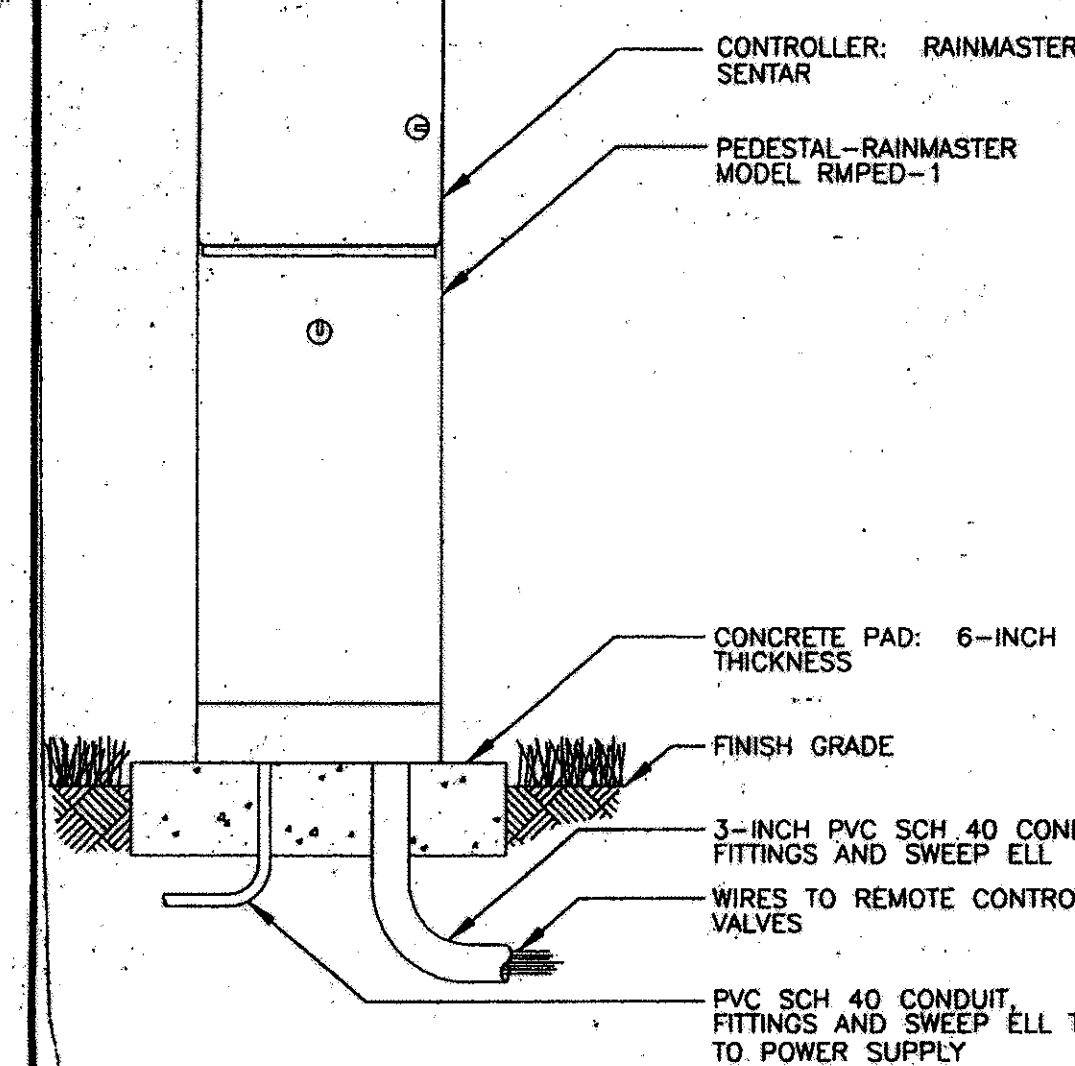 CONTROLLER: RAINMASTER
SENTAR
PEDESTAL-RAINMASTER
MODEL RMPED-1
CONCRETE PAD: 6-INCH
THICKNESS
FINISH GRADE
3-INCH PVC SCH 40
FITTINGS AND SWEEP ELL
WIRES TO REMOTE
VALVES
PVC SCH 40 CONDUIT,
FITTINGS AND SWEEP ELL
TO POWER SUPPLY